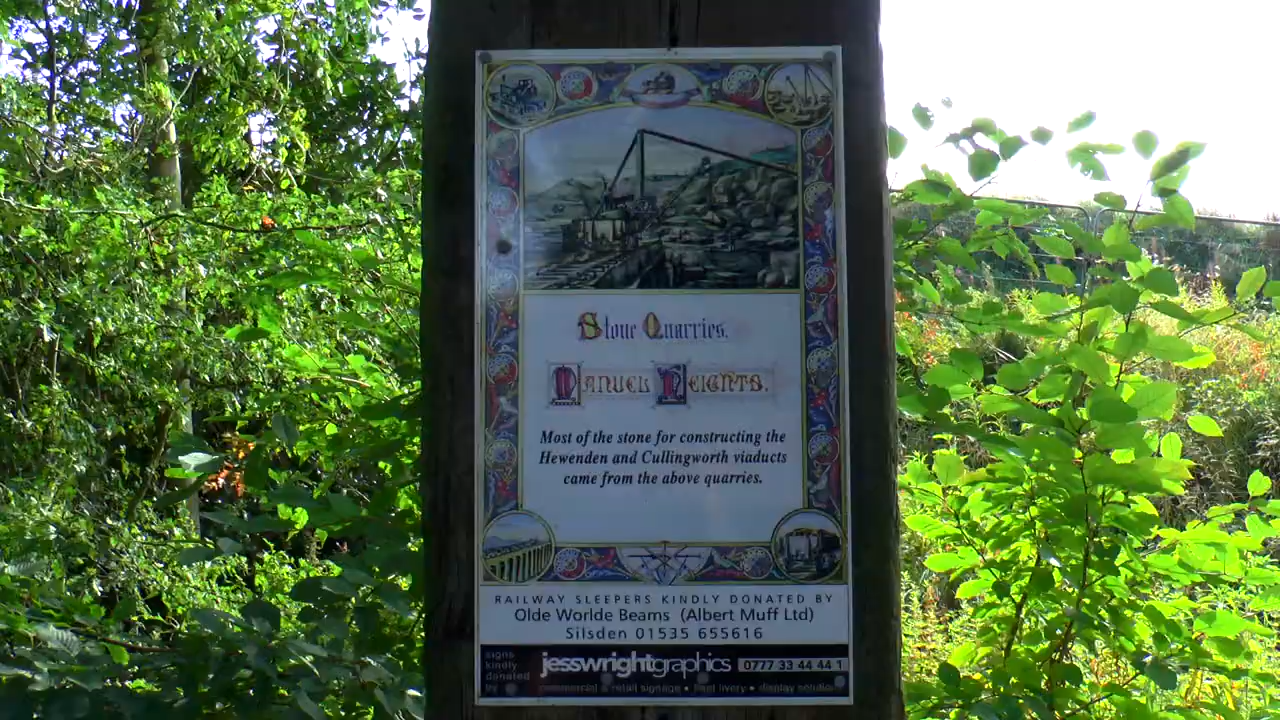 Stone Quarries.
Manuel Heights.
Most of the stone for constructing the
Hewenden and Cullingworth viaducts
came from the above quarries.
RAILWAY SLEEPERS KINDLY DONATED BY
Olde Worlde Beams (Albert Muff Ltd)
Silsden 01535 655616
signs
kindly
donated
by
jesswrightgraphics 0777 33 44 44 1
commercial & retail signage • fleet livery • display